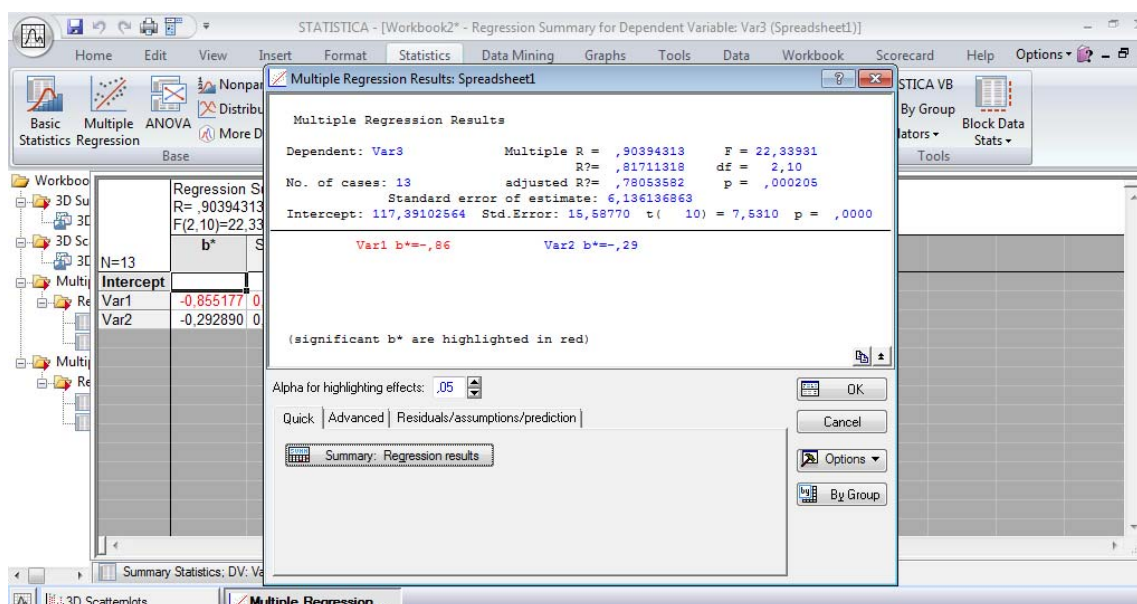 STATISTICA - [Workbook2* - Regression Summary for Dependent Variable: Var3 (Spreadsheet1)]
Home Edit View Insert Format Statistics Data Mining Graphs Tools Data Workbook Scorecard Help Options
Basic Statistics
Multiple Regression
ANOVA
Nonpar
Distribu
More D
Base
STATISTICA VB
By Group
lators
Block Data Stats
Tools
Workboo
3D Su
3D
3D Sc
3D
Multi
Re
Multip
Re
Regression S
R= ,90394313
F(2,10)=22,33
N=13
b*
S
Intercept
Var1 -0,855177 0,
Var2 -0,292890 0,
Multiple Regression Results: Spreadsheet1
Multiple Regression Results
Dependent: Var3 Multiple R = ,90394313 F = 22,33931
R?= ,81711318 df = 2,10
No. of cases: 13 adjusted R?= ,78053582 p = ,000205
Standard error of estimate: 6,136136863
Intercept: 117,39102564 Std.Error: 15,58770 t( 10) = 7,5310 p = ,0000
Var1 b*=-,86 Var2 b*=-,29
(significant b* are highlighted in red)
Alpha for highlighting effects: ,05
OK
Quick Advanced Residuals/assumptions/prediction
Cancel
Summary: Regression results
Options
By Group
Summary Statistics; DV: Va
3D Scatterplots Multiple Regression